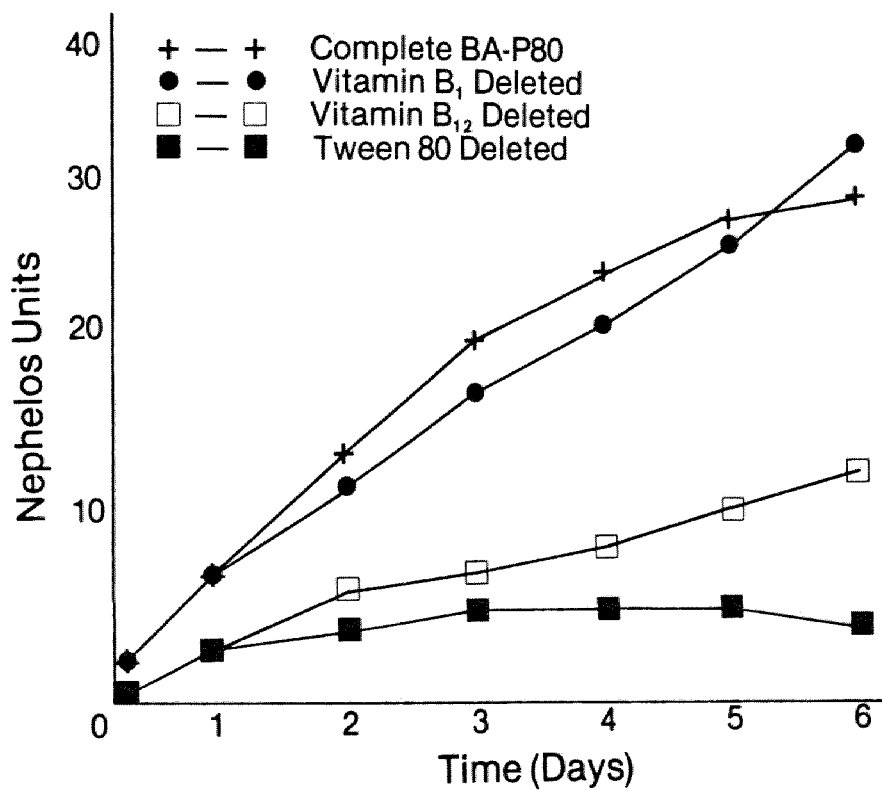 40
+ — + Complete BA-P80
● — ● Vitamin B₁ Deleted
□ — □ Vitamin B₁₂ Deleted
■ — ■ Tween 80 Deleted
30
20
10
Nephelos Units
0 1 2 3 4 5 6
Time (Days)